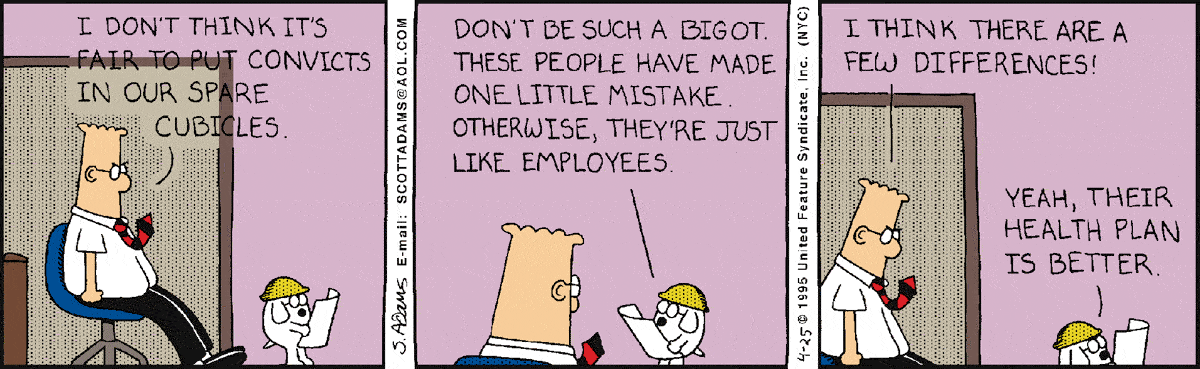 I DON'T THINK IT'S
FAIR TO PUT CONVICTS
IN OUR SPARE
CUBICLES.
S. Adams E-mail: SCOTTADAMS@AOL.COM
DON'T BE SUCH A BIGOT.
THESE PEOPLE HAVE MADE
ONE LITTLE MISTAKE.
OTHERWISE, THEY'RE JUST
LIKE EMPLOYEES.
4-25 © 1995 United Feature Syndicate, Inc. (NYC)
I THINK THERE ARE A
FEW DIFFERENCES!
YEAH, THEIR
HEALTH PLAN
IS BETTER.